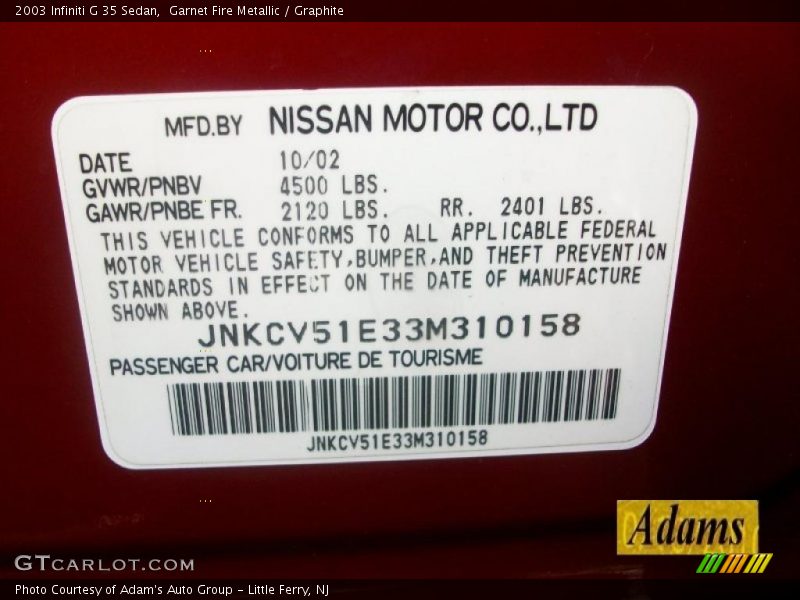 2003 Infiniti G 35 Sedan,  Garnet Fire Metallic / Graphite
...
MFD.BY NISSAN MOTOR CO.,LTD
DATE 10/02
GVWR/PNBV 4500 LBS.
GAWR/PNBE FR. 2120 LBS. RR. 2401 LBS.
THIS VEHICLE CONFORMS TO ALL APPLICABLE FEDERAL
MOTOR VEHICLE SAFETY,BUMPER,AND THEFT PREVENTION
STANDARDS IN EFFECT ON THE DATE OF MANUFACTURE
SHOWN ABOVE.
JNKCV51E33M310158
PASSENGER CAR/VOITURE DE TOURISME
JNKCV51E33M310158
...
Adams
GTCARLOT.COM
Photo Courtesy of Adam's Auto Group - Little Ferry, NJ